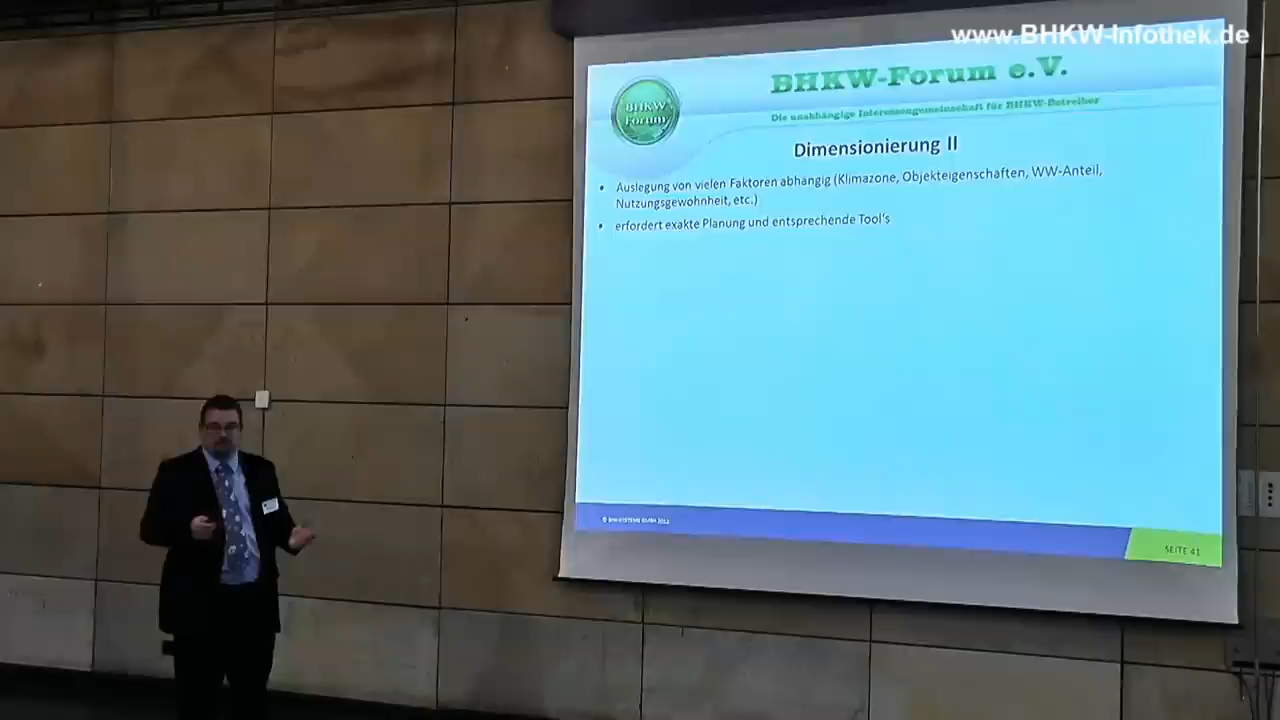 www.BHKW-Infothek.de
BHKW-Forum e.V.
BHKW
Forum
Die unabhängige Interessengemeinschaft für BHKW-Betreiber
Dimensionierung II
• Auslegung von vielen Faktoren abhängig (Klimazone, Objekteigenschaften, WW-Anteil,
Nutzungsgewohnheit, etc.)
• erfordert exakte Planung und entsprechende Tool's
SEITE 41